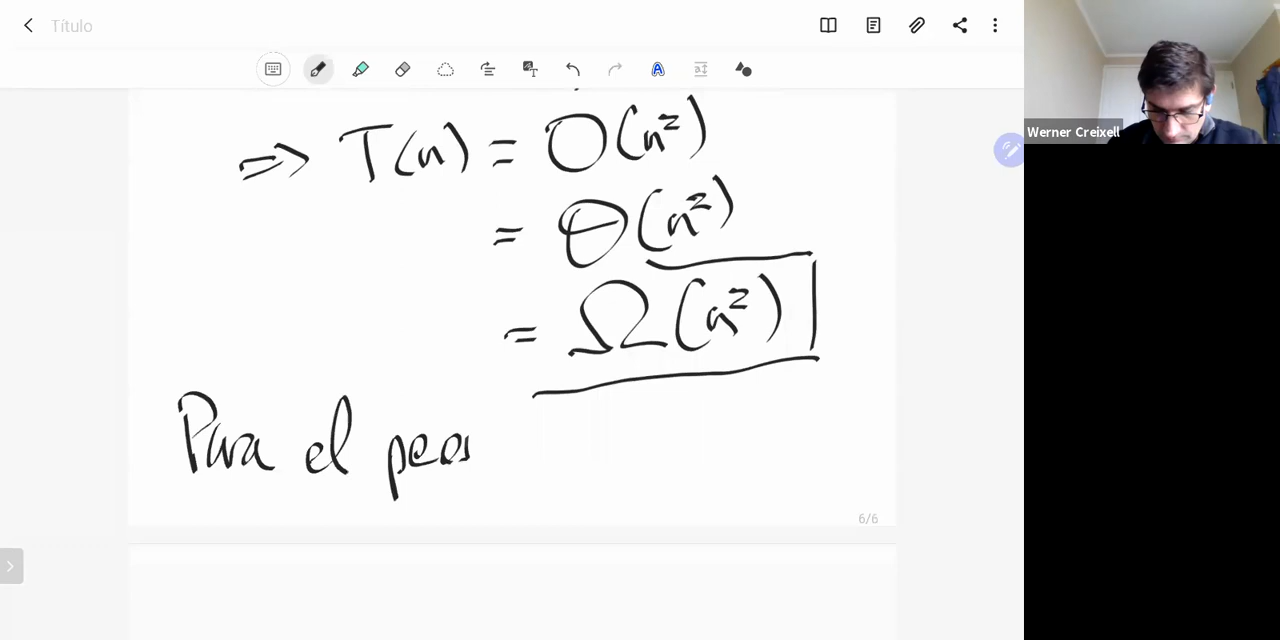 Título
Werner Creixell
=> T(n) = O(n²)
= Θ(n²)
= Ω(n²)
Para el peor
6/6